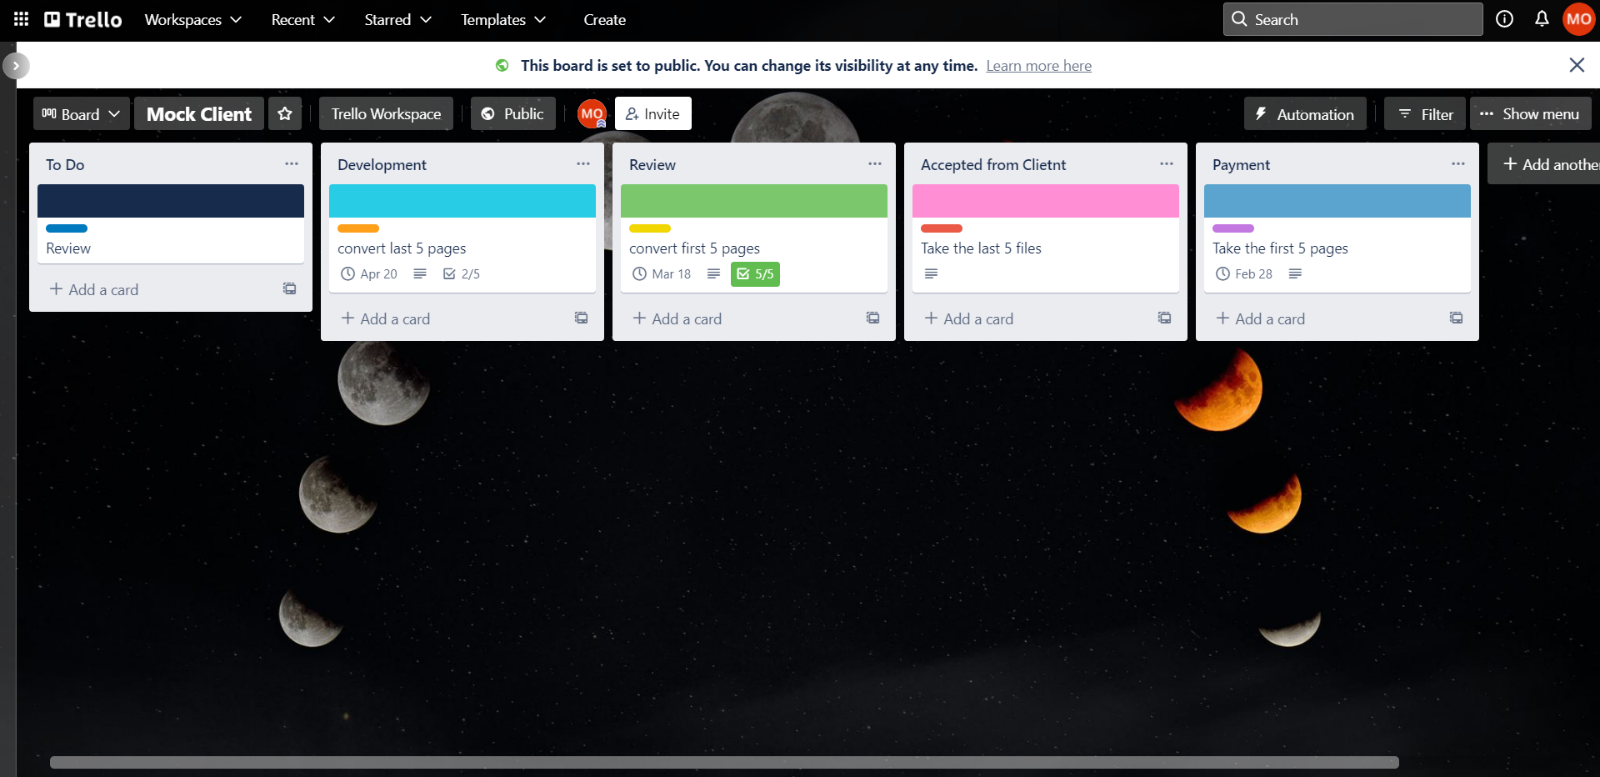 Trello Workspaces Recent Starred Templates Create Search MO
This board is set to public. You can change its visibility at any time. Learn more here
Board Mock Client Trello Workspace Public MO Invite Automation Filter Show menu
To Do
Review
Add a card
Development
convert last 5 pages
Apr 20 2/5
Add a card
Review
convert first 5 pages
Mar 18 5/5
Add a card
Accepted from Clietnt
Take the last 5 files
Add a card
Payment
Take the first 5 pages
Feb 28
Add a card
Add another